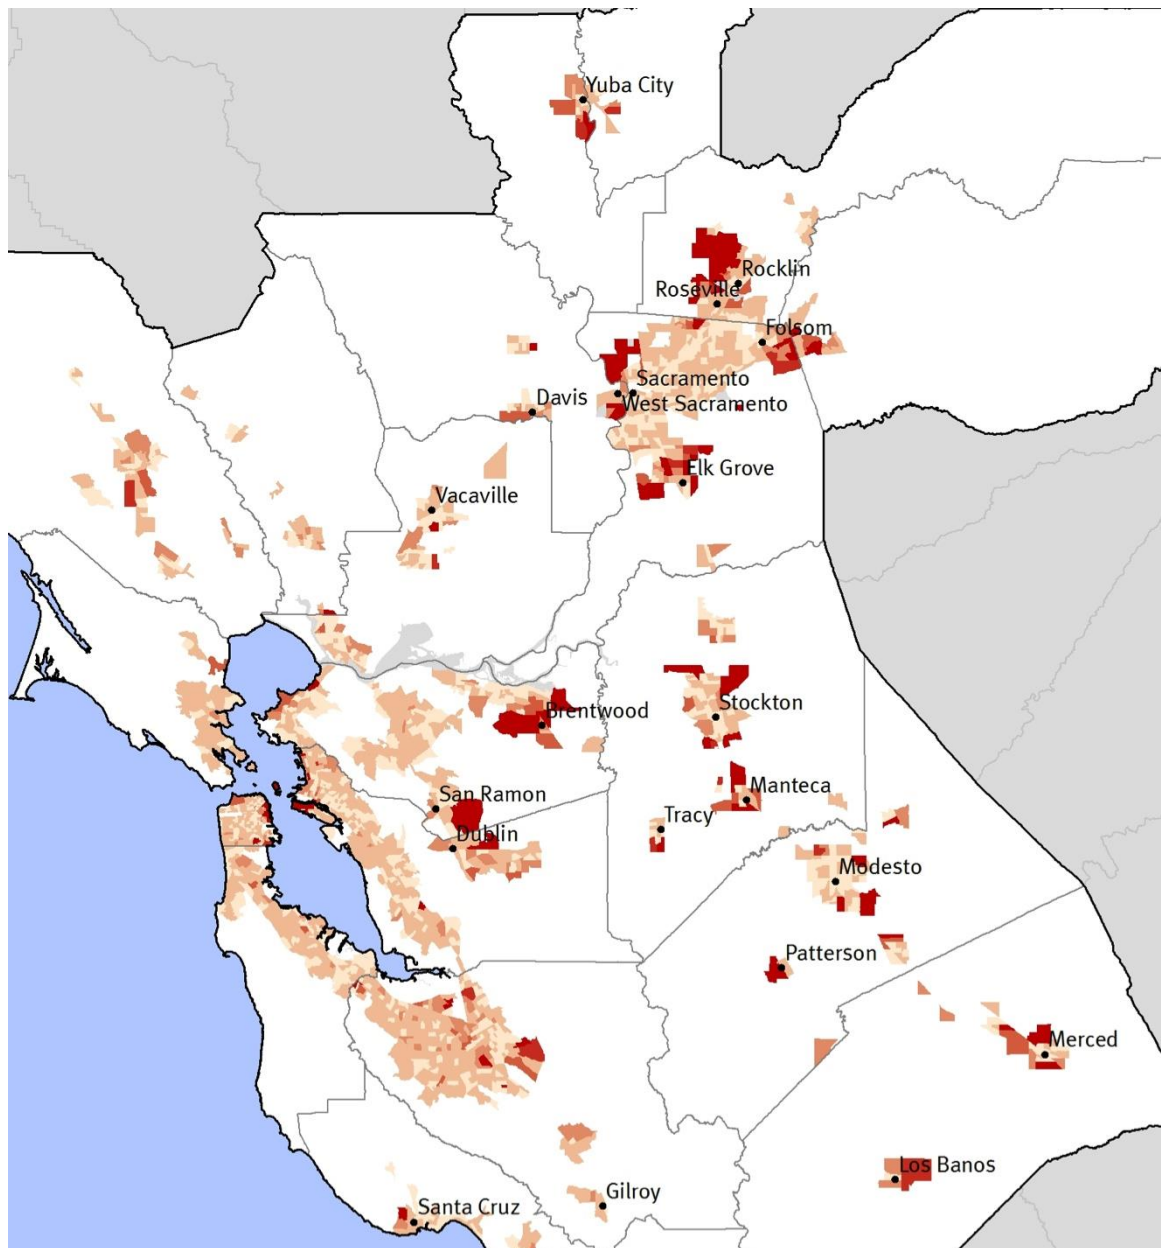 Yuba City
Rocklin
Roseville
Folsom
Sacramento
Davis
West Sacramento
Elk Grove
Vacaville
Stockton
Brentwood
San Ramon
Manteca
Tracy
Dublin
Modesto
Patterson
Merced
Los Banos
Gilroy
Santa Cruz